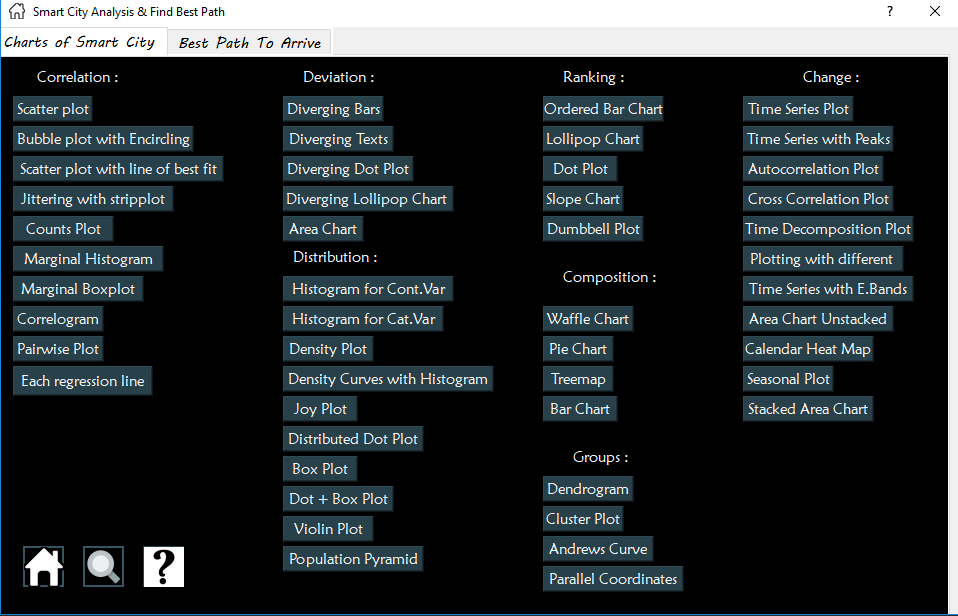 Smart City Analysis & Find Best Path
?
Charts of Smart City
Best Path To Arrive
Correlation :
Scatter plot
Bubble plot with Encircling
Scatter plot with line of best fit
Jittering with stripplot
Counts Plot
Marginal Histogram
Marginal Boxplot
Correlogram
Pairwise Plot
Each regression line
Deviation :
Diverging Bars
Diverging Texts
Diverging Dot Plot
Diverging Lollipop Chart
Area Chart
Distribution :
Histogram for Cont.Var
Histogram for Cat.Var
Density Plot
Density Curves with Histogram
Joy Plot
Distributed Dot Plot
Box Plot
Dot + Box Plot
Violin Plot
Population Pyramid
Ranking :
Ordered Bar Chart
Lollipop Chart
Dot Plot
Slope Chart
Dumbbell Plot
Composition :
Waffle Chart
Pie Chart
Treemap
Bar Chart
Groups :
Dendrogram
Cluster Plot
Andrews Curve
Parallel Coordinates
Change :
Time Series Plot
Time Series with Peaks
Autocorrelation Plot
Cross Correlation Plot
Time Decomposition Plot
Plotting with different
Time Series with E.Bands
Area Chart Unstacked
Calendar Heat Map
Seasonal Plot
Stacked Area Chart
?